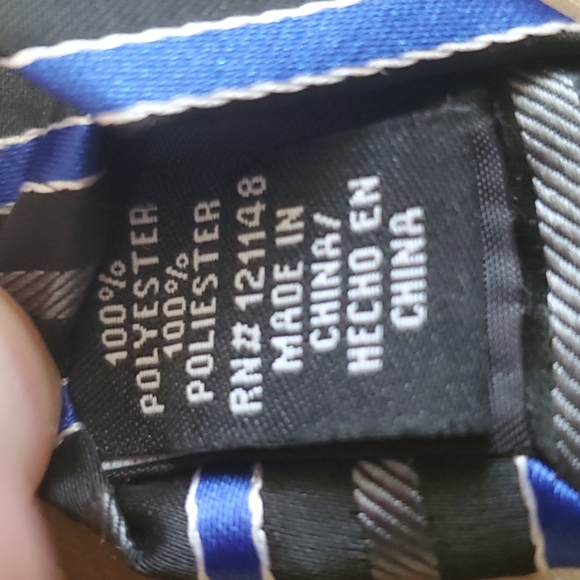 100%
POLYESTER
100%
POLIESTER
RN# 121148
MADE IN
CHINA/
HECHO EN
CHINA